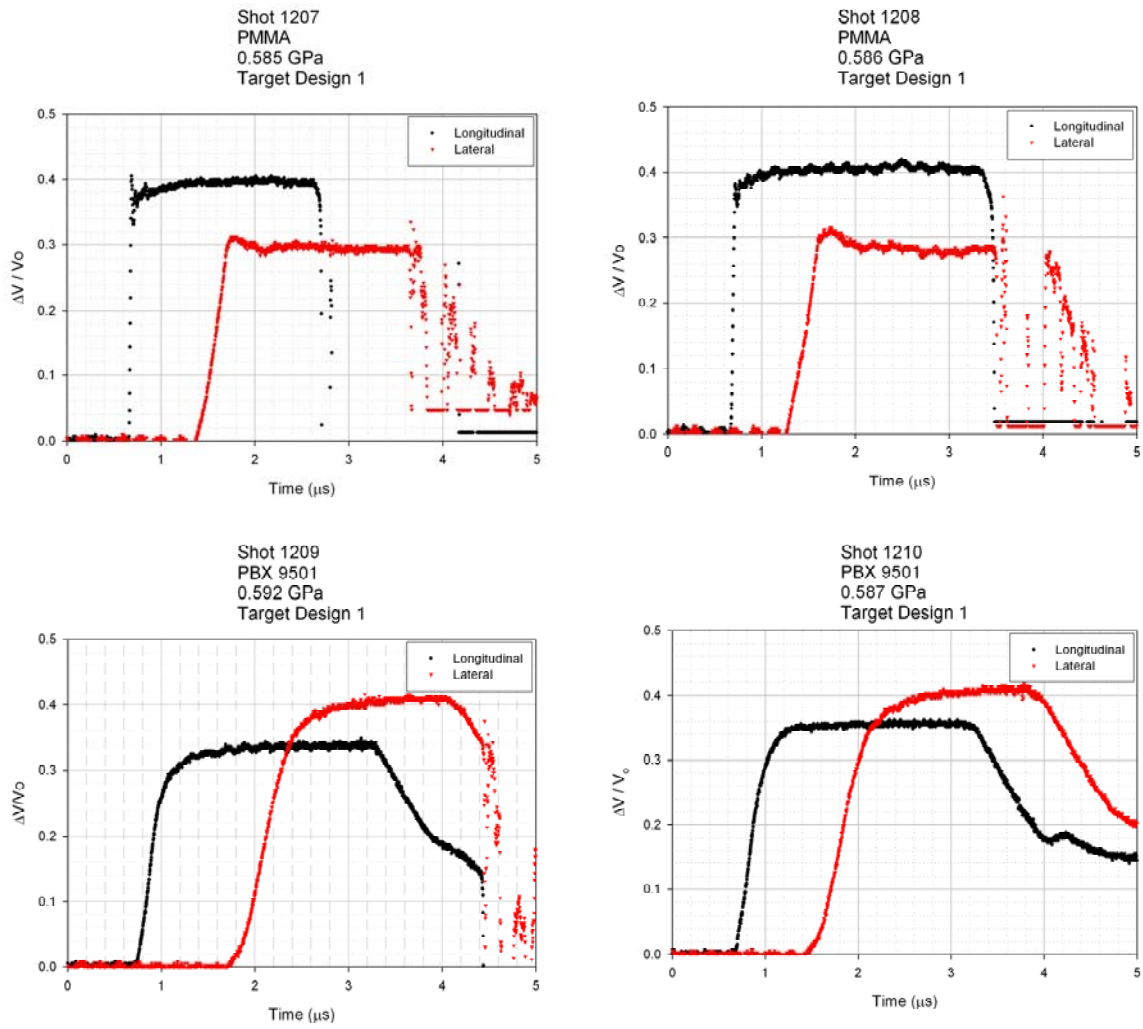 Shot 1207
PMMA
0.585 GPa
Target Design 1
0.5
0.4
0.3
0.2
0.1
0.0
ΔV / Vo
Longitudinal
Lateral
0 1 2 3 4 5
Time (μs)
Shot 1208
PMMA
0.586 GPa
Target Design 1
0.5
0.4
0.3
0.2
0.1
0.0
ΔV / Vo
Longitudinal
Lateral
0 1 2 3 4 5
Time (μs)
Shot 1209
PBX 9501
0.592 GPa
Target Design 1
0.5
0.4
0.3
0.2
0.1
0.0
ΔV/Vo
Longitudinal
Lateral
0 1 2 3 4 5
Time (μs)
Shot 1210
PBX 9501
0.587 GPa
Target Design 1
0.5
0.4
0.3
0.2
0.1
0.0
ΔV / Vₒ
Longitudinal
Lateral
0 1 2 3 4 5
Time (μs)